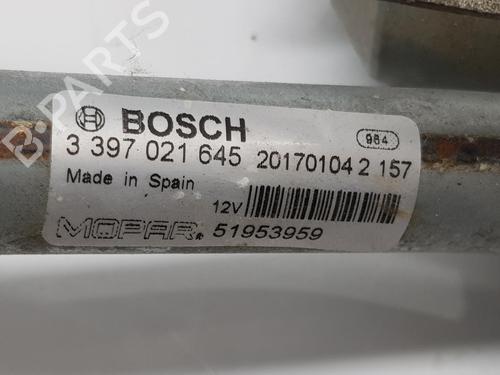 BOSCH
984
3 397 021 645 20170104 2 157
Made in Spain
12V
MOPAR 51953959
B-PARTS